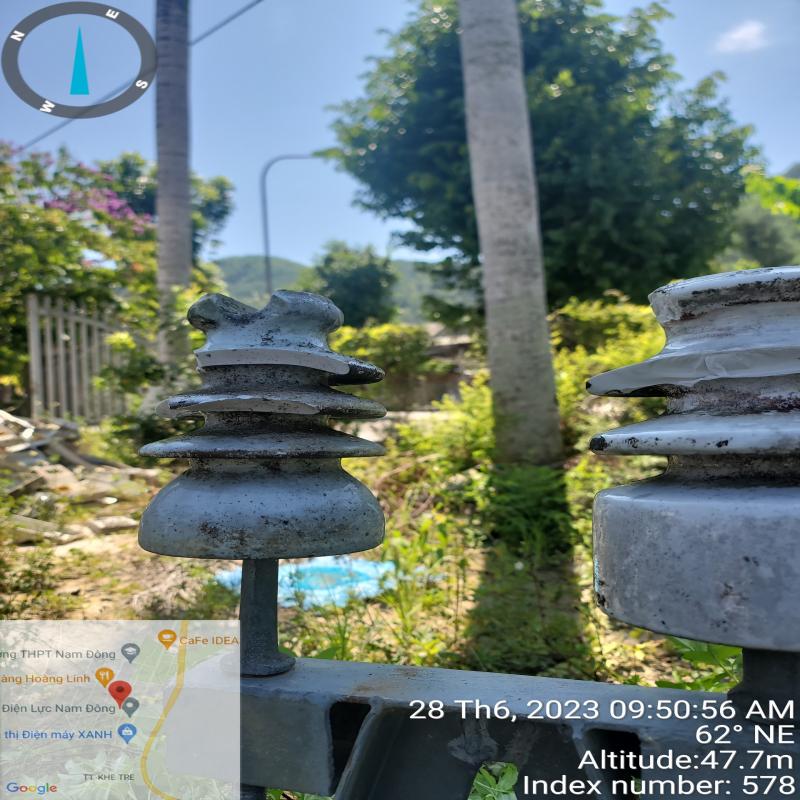 N
E
S
W
CaFe IDEA
ng THPT Nam Đông
àng Hoàng Linh
Điện Lực Nam Đông
thị Điện máy XANH
TT. KHE TRE
Google
28 Th6, 2023 09:50:56 AM
62° NE
Altitude:47.7m
Index number: 578